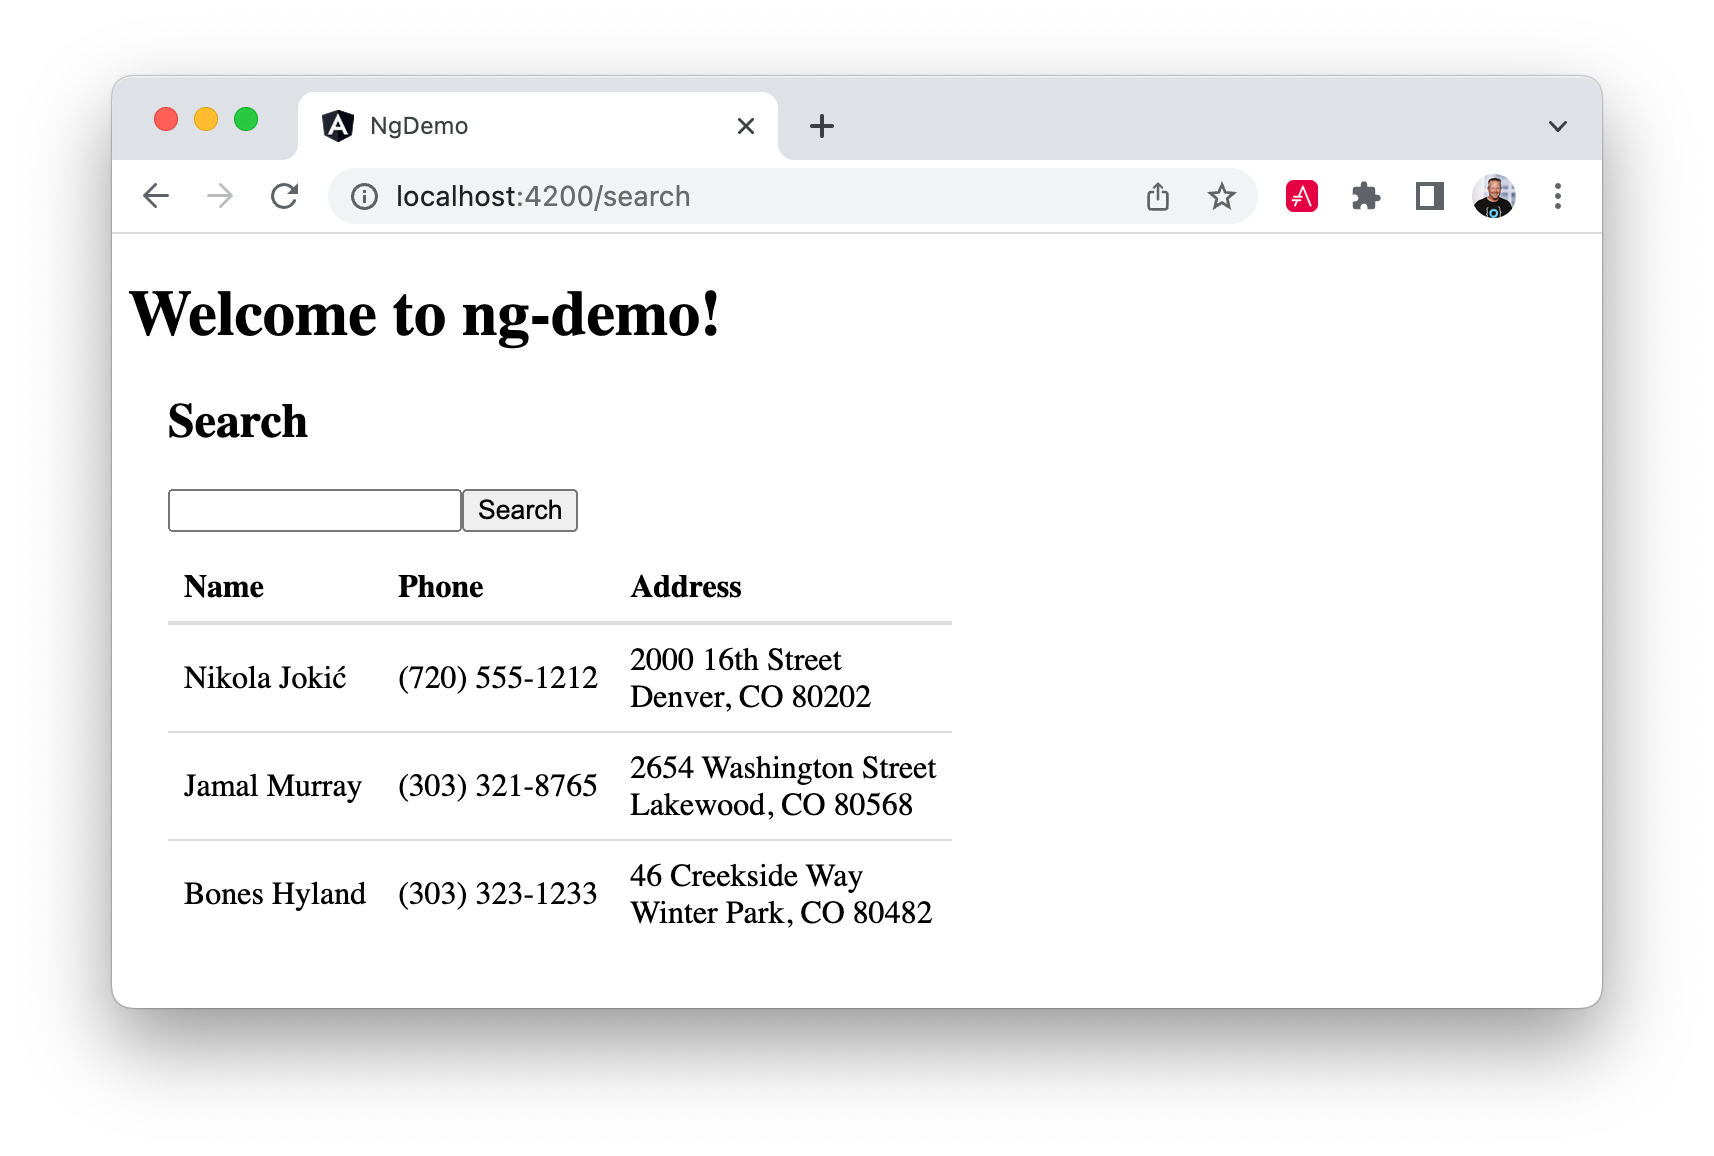 NgDemo
localhost:4200/search
Welcome to ng-demo!
Search
Search
Name Phone Address
Nikola Jokić (720) 555-1212 2000 16th Street
Denver, CO 80202
Jamal Murray (303) 321-8765 2654 Washington Street
Lakewood, CO 80568
Bones Hyland (303) 323-1233 46 Creekside Way
Winter Park, CO 80482